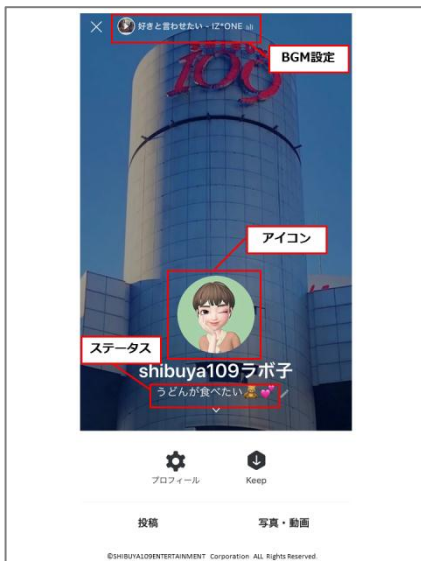 好きと言わせたい - IZ*ONE
BGM設定
109
アイコン
ステータス
shibuya109ラボ子
うどんが食べたい
プロフィール
Keep
投稿
写真・動画
©SHIBUYA109ENTERTAINMENT Corporation ALL Rights Reserved.